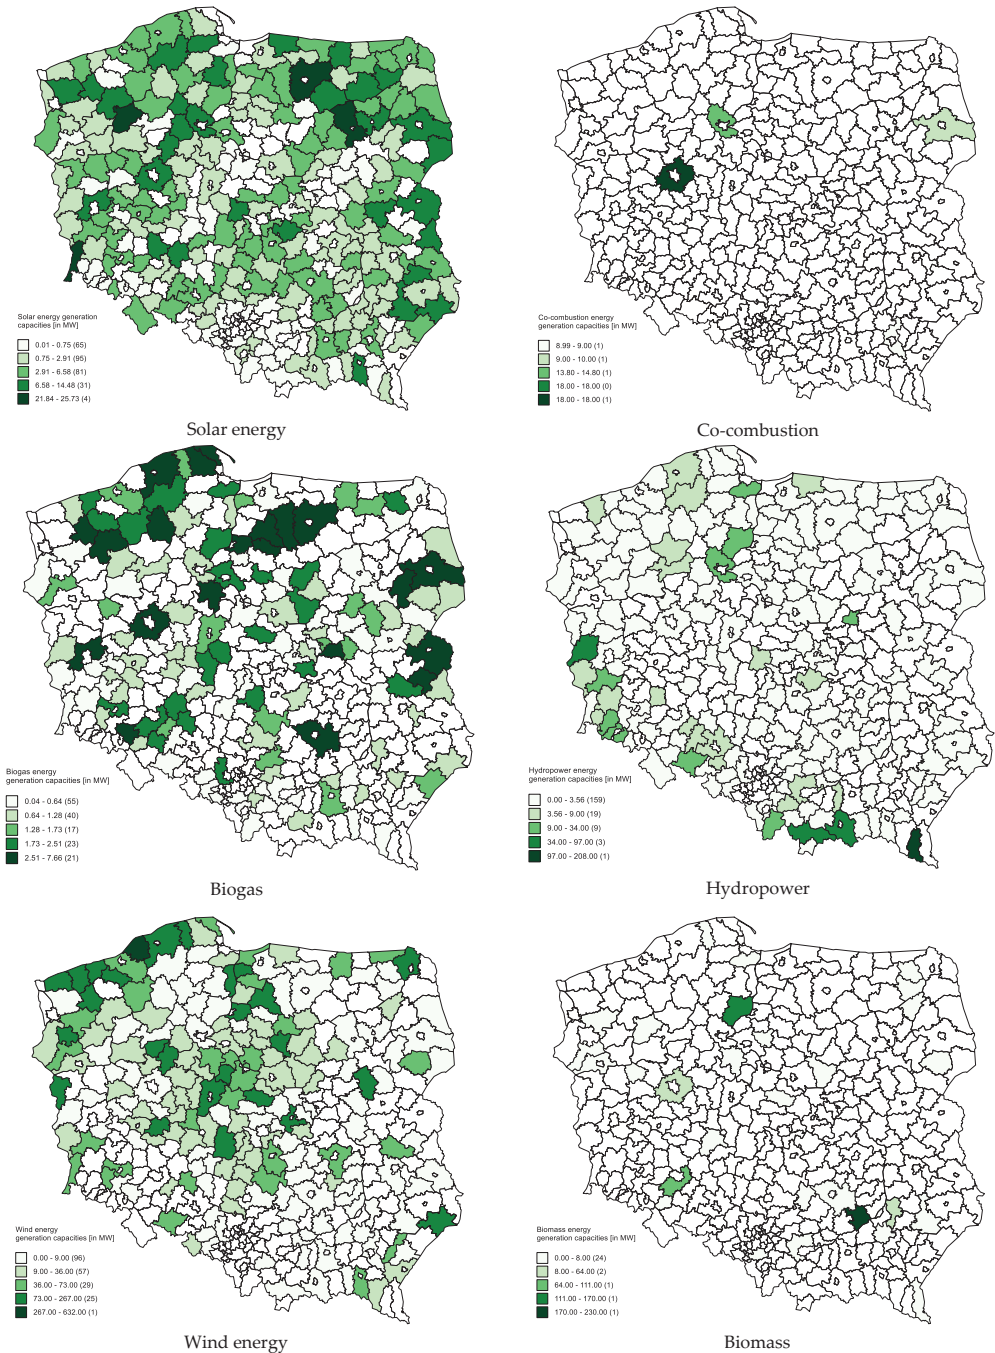 Solar energy generation
capacities [in MW]
0.01 - 0.75 (65)
0.75 - 2.91 (95)
2.91 - 6.58 (81)
6.58 - 14.48 (31)
21.84 - 25.73 (4)
Solar energy
Co-combustion energy
generation capacities [in MW]
8.99 - 9.00 (1)
9.00 - 10.00 (1)
13.80 - 14.80 (1)
18.00 - 18.00 (0)
18.00 - 18.00 (1)
Co-combustion
Biogas energy
generation capacities [in MW]
0.04 - 0.64 (55)
0.64 - 1.28 (40)
1.28 - 1.73 (17)
1.73 - 2.51 (23)
2.51 - 7.66 (21)
Biogas
Hydropower energy
generation capacities [in MW]
0.00 - 3.56 (159)
3.56 - 9.00 (19)
9.00 - 34.00 (9)
34.00 - 97.00 (3)
97.00 - 208.00 (1)
Hydropower
Wind energy
generation capacities [in MW]
0.00 - 9.00 (96)
9.00 - 36.00 (57)
36.00 - 73.00 (29)
73.00 - 267.00 (25)
267.00 - 632.00 (1)
Wind energy
Biomass energy
generation capacities [in MW]
0.00 - 8.00 (24)
8.00 - 64.00 (2)
64.00 - 111.00 (1)
111.00 - 170.00 (1)
170.00 - 230.00 (1)
Biomass